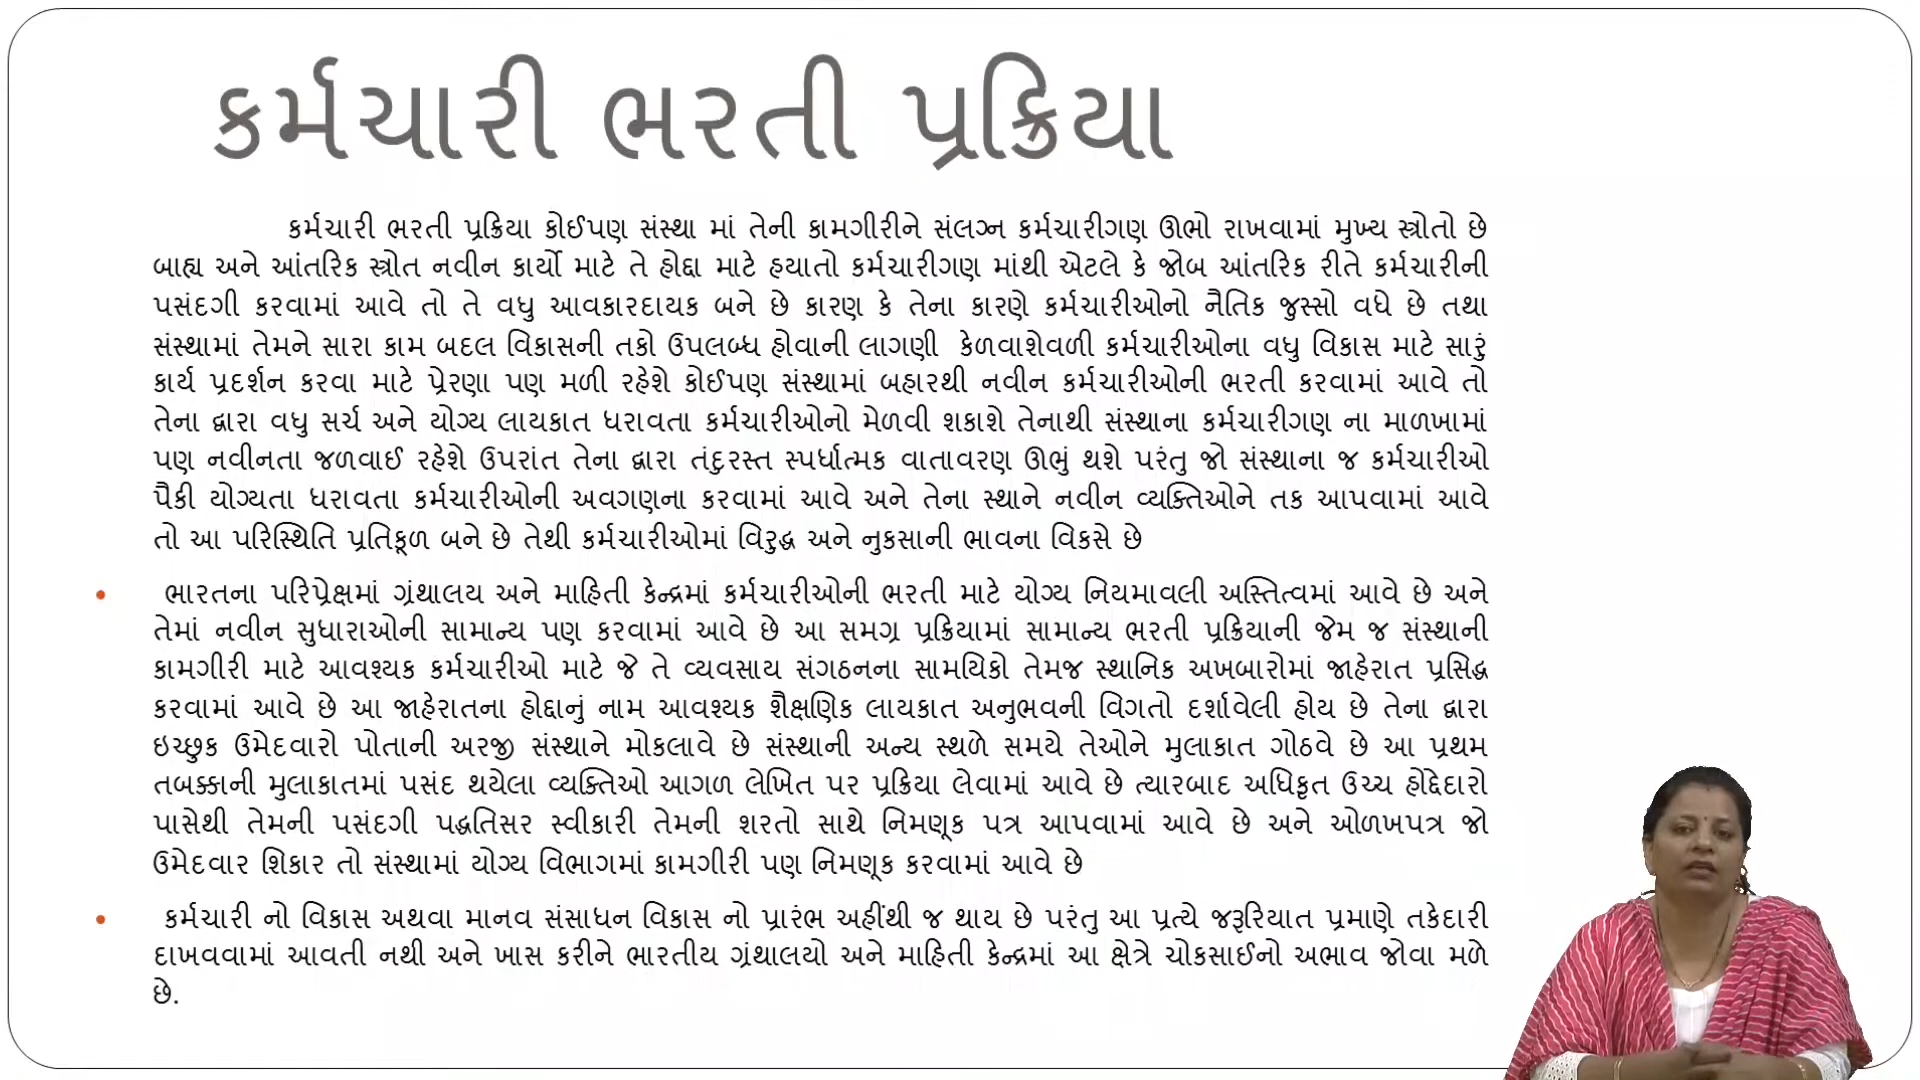 કર્મચારી ભરતી પ્રક્રિયા
કર્મચારી ભરતી પ્રક્રિયા કોઈપણ સંસ્થા માં તેની કામગીરીને સંલગ્ન કર્મચારીગણ ઊભો રાખવામાં મુખ્ય સ્ત્રોતો છે
બાહ્ય અને આંતરિક સ્ત્રોત નવીન કાર્યો માટે તે હોદ્દા માટે હયાતો કર્મચારીગણ માંથી એટલે કે જોબ આંતરિક રીતે કર્મચારીની
પસંદગી કરવામાં આવે તો તે વધુ આવકારદાયક બને છે કારણ કે તેના કારણે કર્મચારીઓનો નૈતિક જુસ્સો વધે છે તથા
સંસ્થામાં તેમને સારા કામ બદલ વિકાસની તકો ઉપલબ્ધ હોવાની લાગણી કેળવાશેવળી કર્મચારીઓના વધુ વિકાસ માટે સારું
કાર્ય પ્રદર્શન કરવા માટે પ્રેરણા પણ મળી રહેશે કોઈપણ સંસ્થામાં બહારથી નવીન કર્મચારીઓની ભરતી કરવામાં આવે તો
તેના દ્વારા વધુ સર્ચ અને યોગ્ય લાયકાત ધરાવતા કર્મચારીઓનો મેળવી શકાશે તેનાથી સંસ્થાના કર્મચારીગણ ના માળખામાં
પણ નવીનતા જળવાઈ રહેશે ઉપરાંત તેના દ્વારા તંદુરસ્ત સ્પર્ધાત્મક વાતાવરણ ઊભું થશે પરંતુ જો સંસ્થાના જ કર્મચારીઓ
પૈકી યોગ્યતા ધરાવતા કર્મચારીઓની અવગણના કરવામાં આવે અને તેના સ્થાને નવીન વ્યક્તિઓને તક આપવામાં આવે
તો આ પરિસ્થિતિ પ્રતિકૂળ બને છે તેથી કર્મચારીઓમાં વિરુદ્ધ અને નુકસાની ભાવના વિકસે છે
• ભારતના પરિપ્રેક્ષમાં ગ્રંથાલય અને માહિતી કેન્દ્રમાં કર્મચારીઓની ભરતી માટે યોગ્ય નિયમાવલી અસ્તિત્વમાં આવે છે અને
તેમાં નવીન સુધારાઓની સામાન્ય પણ કરવામાં આવે છે આ સમગ્ર પ્રક્રિયામાં સામાન્ય ભરતી પ્રક્રિયાની જેમ જ સંસ્થાની
કામગીરી માટે આવશ્યક કર્મચારીઓ માટે જે તે વ્યવસાય સંગઠનના સામયિકો તેમજ સ્થાનિક અખબારોમાં જાહેરાત પ્રસિદ્ધ
કરવામાં આવે છે આ જાહેરાતના હોદ્દાનું નામ આવશ્યક શૈક્ષણિક લાયકાત અનુભવની વિગતો દર્શાવેલી હોય છે તેના દ્વારા
ઇચ્છુક ઉમેદવારો પોતાની અરજી સંસ્થાને મોકલાવે છે સંસ્થાની અન્ય સ્થળે સમયે તેઓને મુલાકાત ગોઠવે છે આ પ્રથમ
તબક્કાની મુલાકાતમાં પસંદ થયેલા વ્યક્તિઓ આગળ લેખિત પર પ્રક્રિયા લેવામાં આવે છે ત્યારબાદ અધિકૃત ઉચ્ચ હોદ્દેદારો
પાસેથી તેમની પસંદગી પદ્ધતિસર સ્વીકારી તેમની શરતો સાથે નિમણૂક પત્ર આપવામાં આવે છે અને ઓળખપત્ર જો
ઉમેદવાર શિકાર તો સંસ્થામાં યોગ્ય વિભાગમાં કામગીરી પણ નિમણૂક કરવામાં આવે છે
• કર્મચારી નો વિકાસ અથવા માનવ સંસાધન વિકાસ નો પ્રારંભ અહીંથી જ થાય છે પરંતુ આ પ્રત્યે જરૂરિયાત પ્રમાણે તકેદારી
દાખવવામાં આવતી નથી અને ખાસ કરીને ભારતીય ગ્રંથાલયો અને માહિતી કેન્દ્રમાં આ ક્ષેત્રે ચોકસાઈનો અભાવ જોવા મળે
છે.